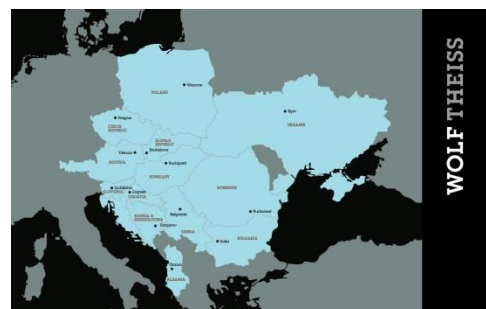 WOLF THEISS
Warsaw
POLAND
Prague
CZECH
REPUBLIC
Kyiv
UKRAINE
SLOVAK
REPUBLIC
Vienna
Bratislava
AUSTRIA
Budapest
HUNGARY
Ljubljana
SLOVENIA
Zagreb
CROATIA
ROMANIA
BOSNIA &
HERZEGOVINA
Belgrade
Bucharest
Sarajevo
SERBIA
Sofia
BULGARIA
Tirana
ALBANIA